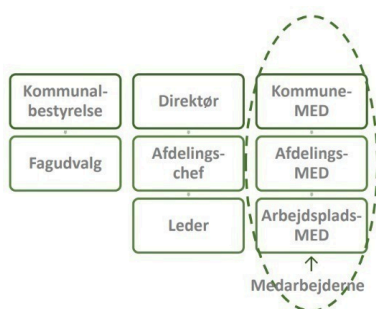 Kommunal-
bestyrelse
Fagudvalg
Direktør
Afdelings-
chef
Leder
Kommune-
MED
Afdelings-
MED
Arbejdsplads-
MED
Medarbejderne